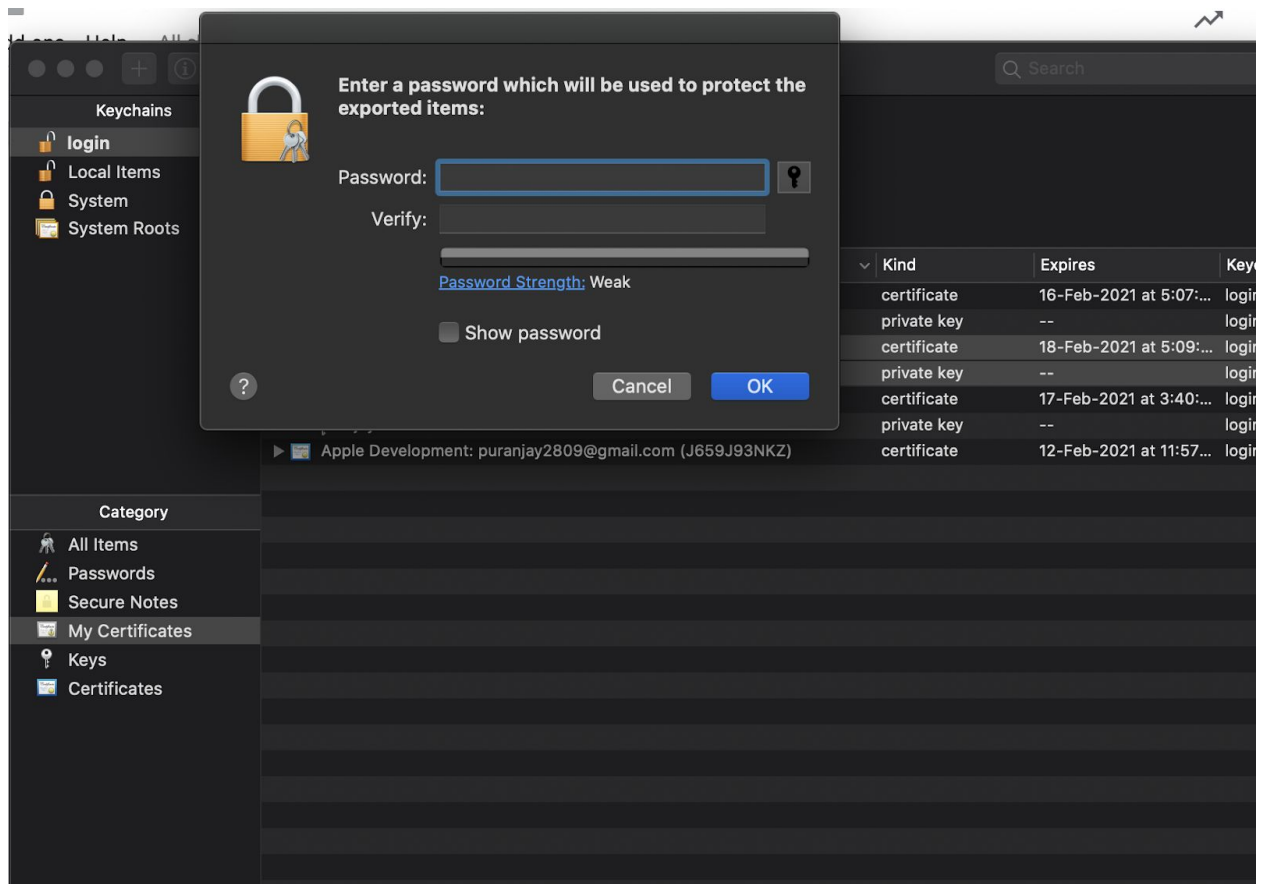 Enter a password which will be used to protect the
exported items:
Password:
Verify:
Password Strength: Weak
Show password
?
Cancel
OK
Search
Keychains
login
Local Items
System
System Roots
Kind Expires
certificate 16-Feb-2021 at 5:07:...
private key --
certificate 18-Feb-2021 at 5:09:...
private key --
certificate 17-Feb-2021 at 3:40:...
private key --
Apple Development: puranjay2809@gmail.com (J659J93NKZ) certificate 12-Feb-2021 at 11:57...
Category
All Items
Passwords
Secure Notes
My Certificates
Keys
Certificates